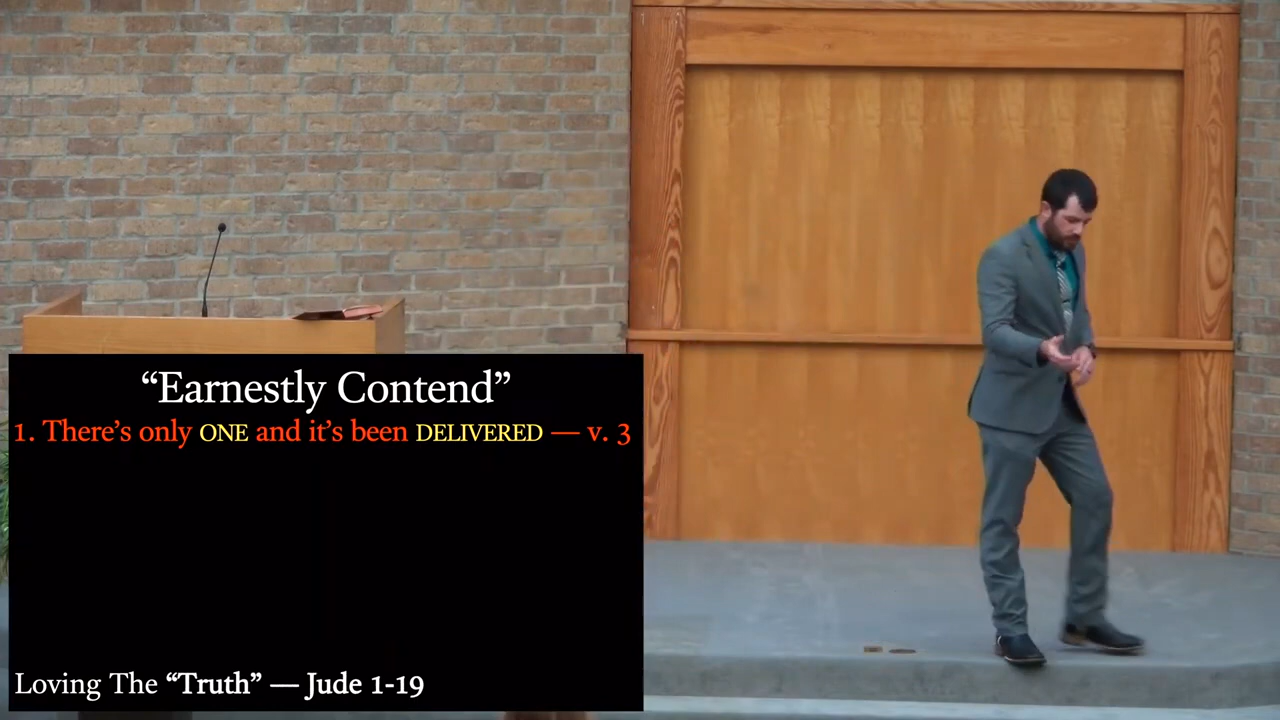 “Earnestly Contend”
1. There’s only ONE and it’s been DELIVERED — v. 3
Loving The “Truth” — Jude 1-19